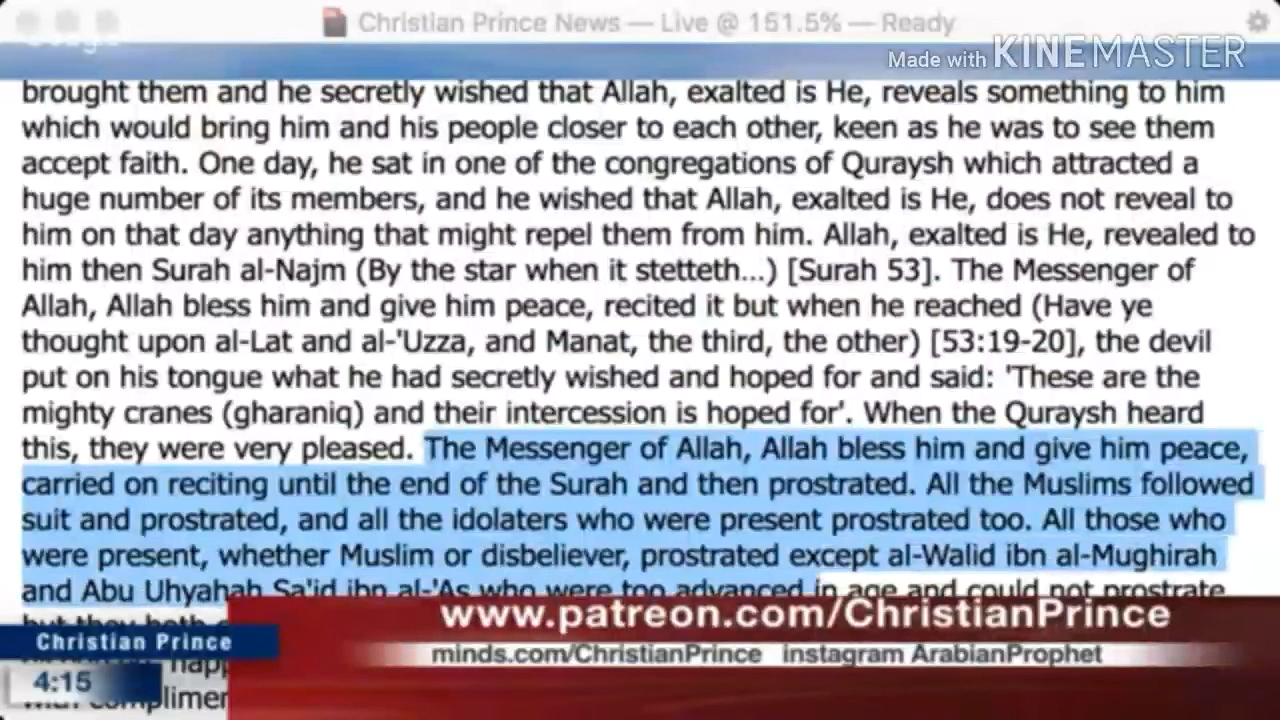 Christian Prince News — Live @ 151.5% — Ready
Made with KINEMASTER
brought them and he secretly wished that Allah, exalted is He, reveals something to him
which would bring him and his people closer to each other, keen as he was to see them
accept faith. One day, he sat in one of the congregations of Quraysh which attracted a
huge number of its members, and he wished that Allah, exalted is He, does not reveal to
him on that day anything that might repel them from him. Allah, exalted is He, revealed to
him then Surah al-Najm (By the star when it stetteth...) [Surah 53]. The Messenger of
Allah, Allah bless him and give him peace, recited it but when he reached (Have ye
thought upon al-Lat and al-'Uzza, and Manat, the third, the other) [53:19-20], the devil
put on his tongue what he had secretly wished and hoped for and said: 'These are the
mighty cranes (gharaniq) and their intercession is hoped for'. When the Quraysh heard
this, they were very pleased. The Messenger of Allah, Allah bless him and give him peace,
carried on reciting until the end of the Surah and then prostrated. All the Muslims followed
suit and prostrated, and all the idolaters who were present prostrated too. All those who
were present, whether Muslim or disbeliever, prostrated except al-Walid ibn al-Mughirah
and Abu Uhyahah Sa'id ibn al-'As who were too advanced in age and could not prostrate
but they both
www.patreon.com/ChristianPrince
Christian Prince
minds.com/ChristianPrince instagram ArabianProphet
4:15
with